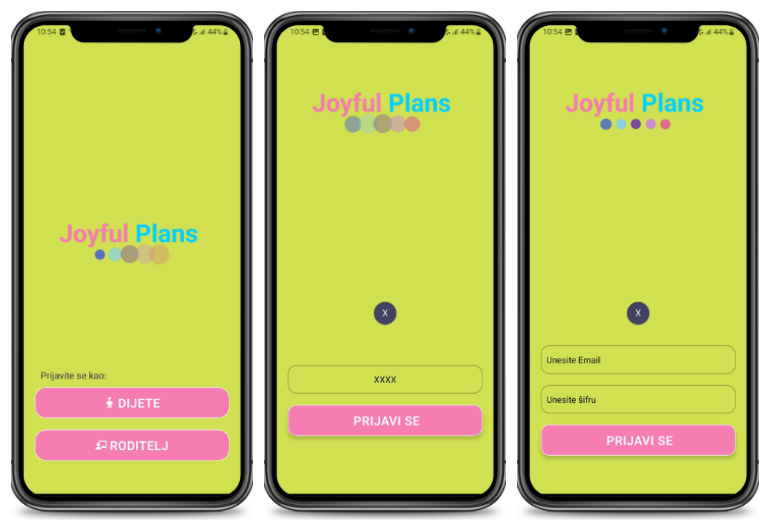 10:54
44%
Joyful Plans
Prijavite se kao:
DIJETE
RODITELJ
10:54
44%
Joyful Plans
X
XXXX
PRIJAVI SE
10:54
44%
Joyful Plans
X
Unesite Email
Unesite šifru
PRIJAVI SE